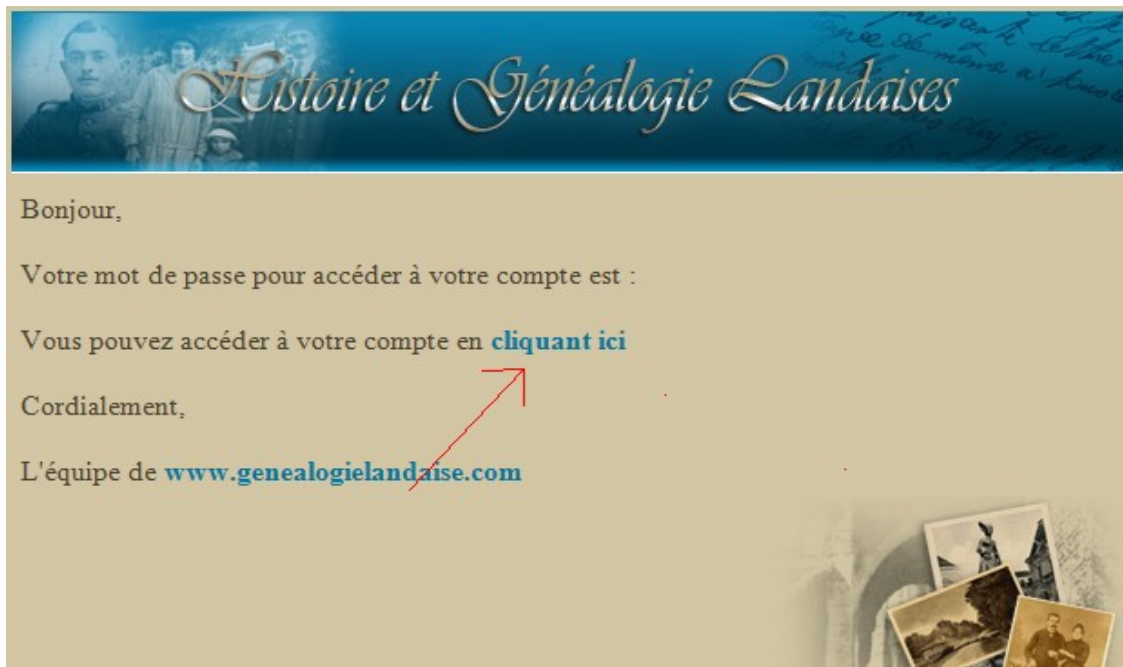 Histoire et Généalogie Landaises
Bonjour,
Votre mot de passe pour accéder à votre compte est :
Vous pouvez accéder à votre compte en cliquant ici
Cordialement,
L'équipe de www.genealogielandaise.com